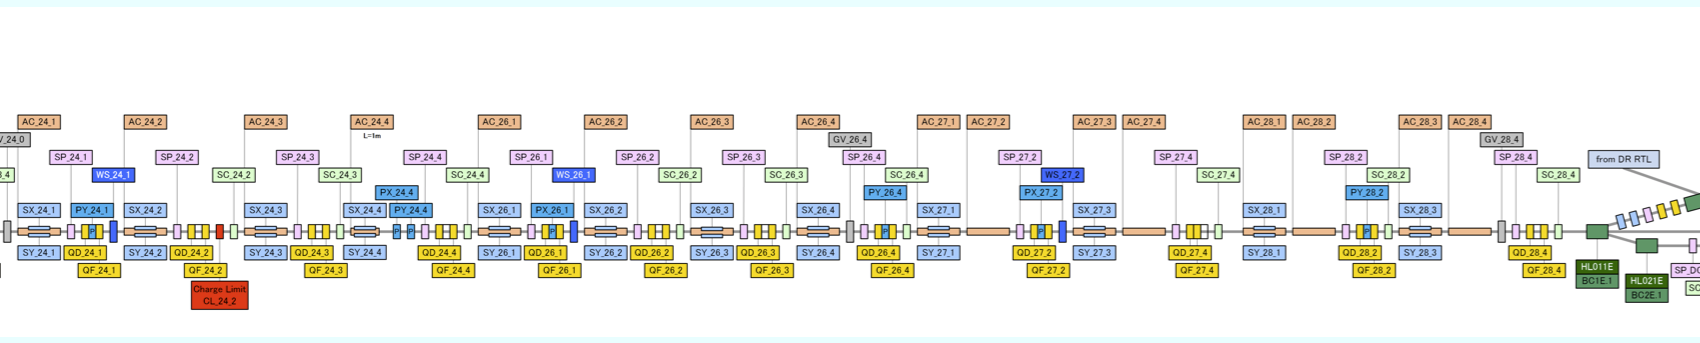 AC_24_1 AC_24_2 AC_24_3 AC_24_4 AC_26_1 AC_26_2 AC_26_3 AC_26_4 AC_27_1 AC_27_2 AC_27_3 AC_27_4 AC_28_1 AC_28_2 AC_28_3 AC_28_4
L=1m
V_24_0 GV_26_4 GV_28_4
SP_24_1 SP_24_2 SP_24_3 SP_24_4 SP_26_1 SP_26_2 SP_26_3 SP_26_4 SP_27_2 SP_27_4 SP_28_2 SP_28_4 from DR RTL
3_4 WS_24_1 SC_24_2 SC_24_3 SC_24_4 WS_26_1 SC_26_2 SC_26_3 SC_26_4 WS_27_2 SC_27_4 SC_28_2 SC_28_4
PX_24_4 PY_26_4 PX_27_2 PY_28_2
SX_24_1 PY_24_1 SX_24_2 SX_24_3 SX_24_4 PY_24_4 SX_26_1 PX_26_1 SX_26_2 SX_26_3 SX_26_4 SX_27_1 SX_27_3 SX_28_1 SX_28_3
P P P P P P P
SY_24_1 QD_24_1 SY_24_2 QD_24_2 SY_24_3 QD_24_3 SY_24_4 QD_24_4 SY_26_1 QD_26_1 SY_26_2 QD_26_2 SY_26_3 QD_26_3 SY_26_4 QD_26_4 SY_27_1 QD_27_2 SY_27_3 QD_27_4 SY_28_1 QD_28_2 SY_28_3 QD_28_4
QF_24_1 QF_24_2 QF_24_3 QF_24_4 QF_26_1 QF_26_2 QF_26_3 QF_26_4 QF_27_2 QF_27_4 QF_28_2 QF_28_4 HL011E SP_DC
Charge Limit BC1E.1 HL021E SC
CL_24_2 BC2E.1